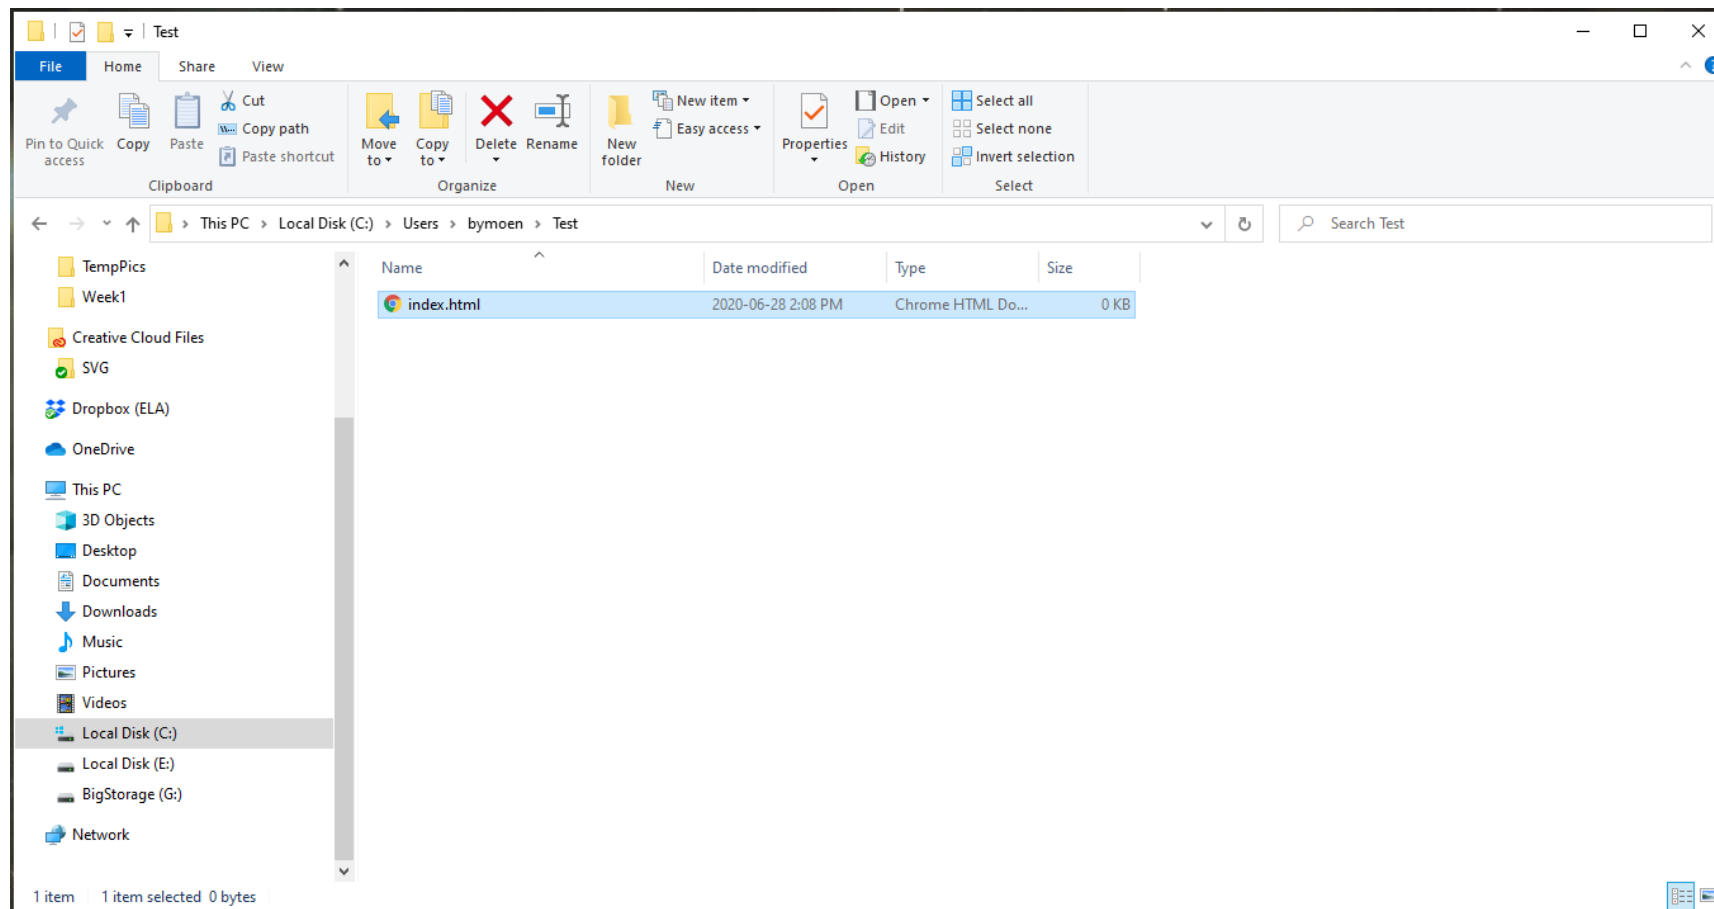 Test
File Home Share View
Pin to Quick access
Copy
Paste
Cut
Copy path
Paste shortcut
Clipboard
Move to
Copy to
Delete
Rename
Organize
New folder
New item
Easy access
New
Properties
Open
Edit
History
Open
Select all
Select none
Invert selection
Select
This PC > Local Disk (C:) > Users > bymoen > Test
Search Test
TempPics
Week1
Creative Cloud Files
SVG
Dropbox (ELA)
OneDrive
This PC
3D Objects
Desktop
Documents
Downloads
Music
Pictures
Videos
Local Disk (C:)
Local Disk (E:)
BigStorage (G:)
Network
Name Date modified Type Size
index.html 2020-06-28 2:08 PM Chrome HTML Do... 0 KB
1 item 1 item selected 0 bytes